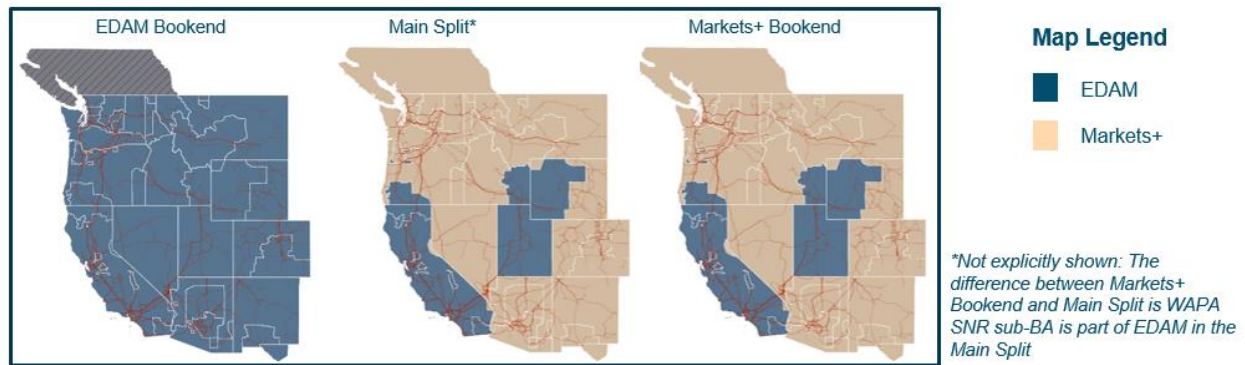 EDAM Bookend
Main Split*
Markets+ Bookend
Map Legend
EDAM
Markets+
*Not explicitly shown: The
difference between Markets+
Bookend and Main Split is WAPA
SNR sub-BA is part of EDAM in the
Main Split